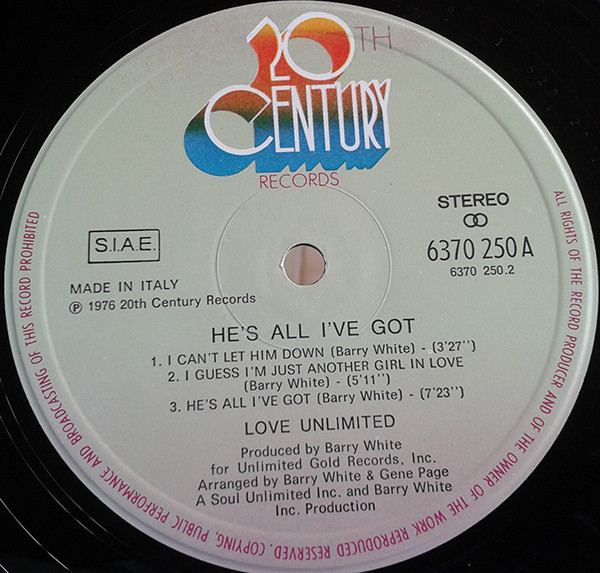 20TH
CENTURY
RECORDS
STEREO
S.I.A.E.
6370 250 A
6370 250.2
MADE IN ITALY
℗ 1976 20th Century Records
HE'S ALL I'VE GOT
1. I CAN'T LET HIM DOWN (Barry White) - (3'27'')
2. I GUESS I'M JUST ANOTHER GIRL IN LOVE
(Barry White) - (5'11'')
3. HE'S ALL I'VE GOT (Barry White) - (7'23'')
LOVE UNLIMITED
Produced by Barry White
for Unlimited Gold Records, Inc.
Arranged by Barry White & Gene Page
A Soul Unlimited Inc. and Barry White
Inc. Production
ALL RIGHTS OF THE RECORD PRODUCER AND OF THE OWNER OF THE WORK REPRODUCED RESERVED. COPYING, PUBLIC PERFORMANCE AND BROADCASTING OF THIS RECORD PROHIBITED